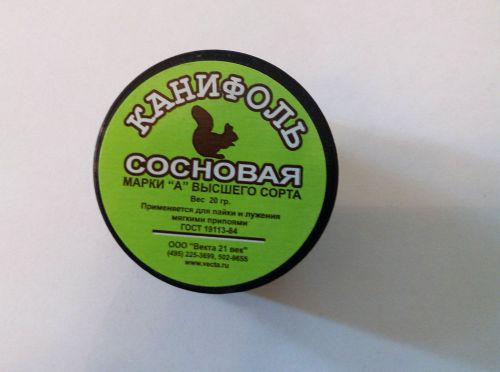 КАНИФОЛЬ
СОСНОВАЯ
МАРКИ "А" ВЫСШЕГО СОРТА
Вес 20 гр.
Применяется для пайки и лужения
мягкими припоями
ГОСТ 19113-84
ООО "Векта 21 век"
(495) 225-3699, 502-8655
www.vecta.ru